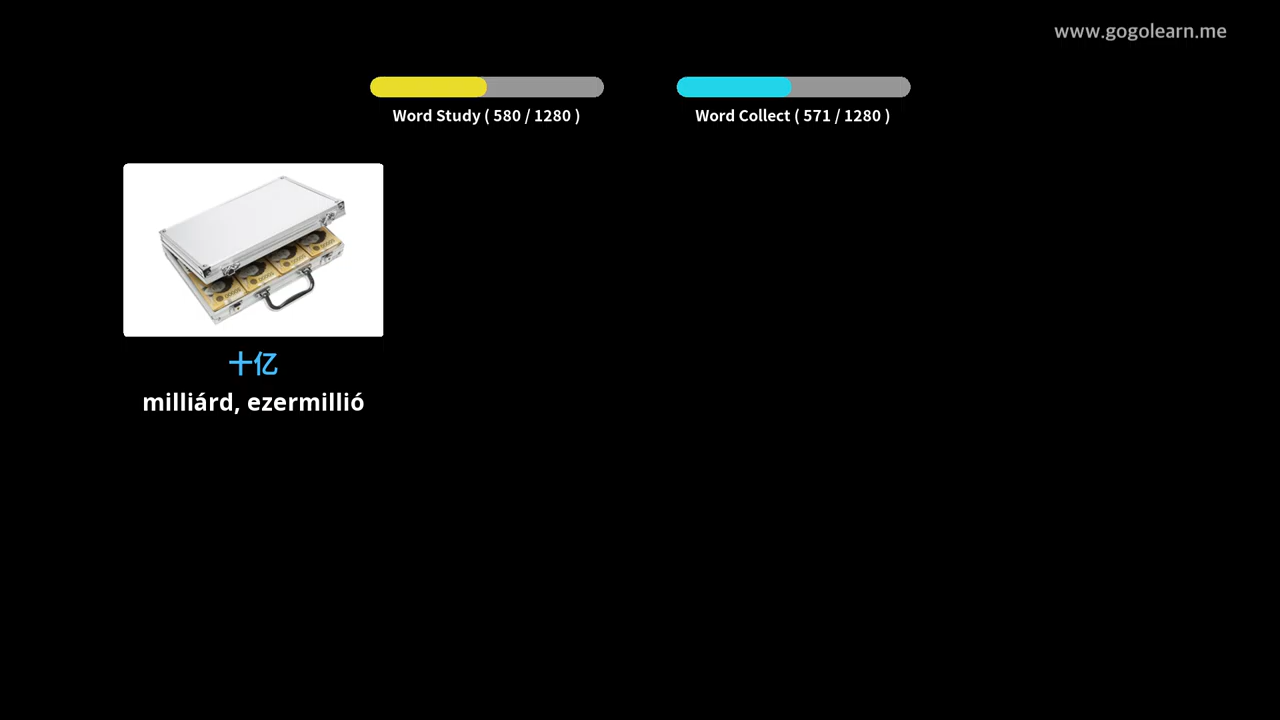 www.gogolearn.me
Word Study ( 580 / 1280 )
Word Collect ( 571 / 1280 )
十亿
milliárd, ezermillió